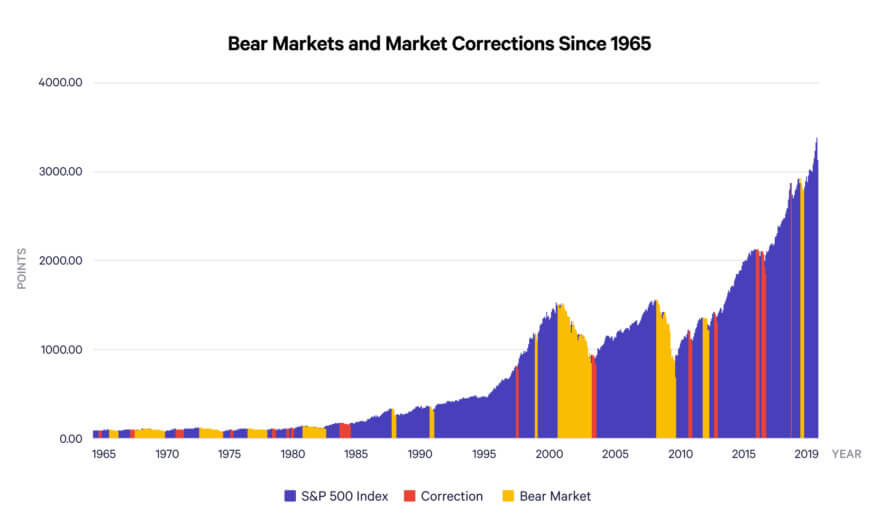 Bear Markets and Market Corrections Since 1965
4000.00
3000.00
2000.00
1000.00
0.00
POINTS
1965 1970 1975 1980 1985 1990 1995 2000 2005 2010 2015 2019 YEAR
S&P 500 Index Correction Bear Market